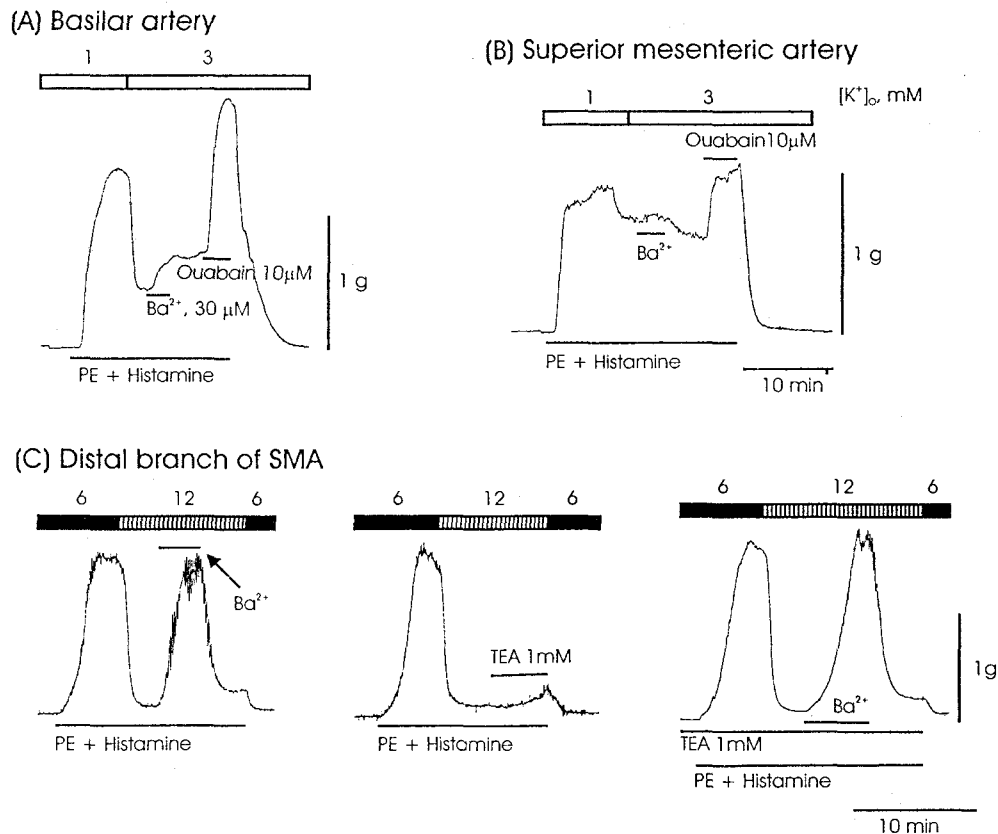 (A) Basilar artery
1 3
Ouabain 10µM
Ba²⁺, 30 µM
1 g
PE + Histamine
(B) Superior mesenteric artery
1 3 [K⁺]ₒ, mM
Ouabain10µM
Ba²⁺
1 g
PE + Histamine
10 min
(C) Distal branch of SMA
6 12 6
Ba²⁺
PE + Histamine
6 12 6
TEA 1mM
PE + Histamine
6 12 6
Ba²⁺
1g
TEA 1mM
PE + Histamine
10 min